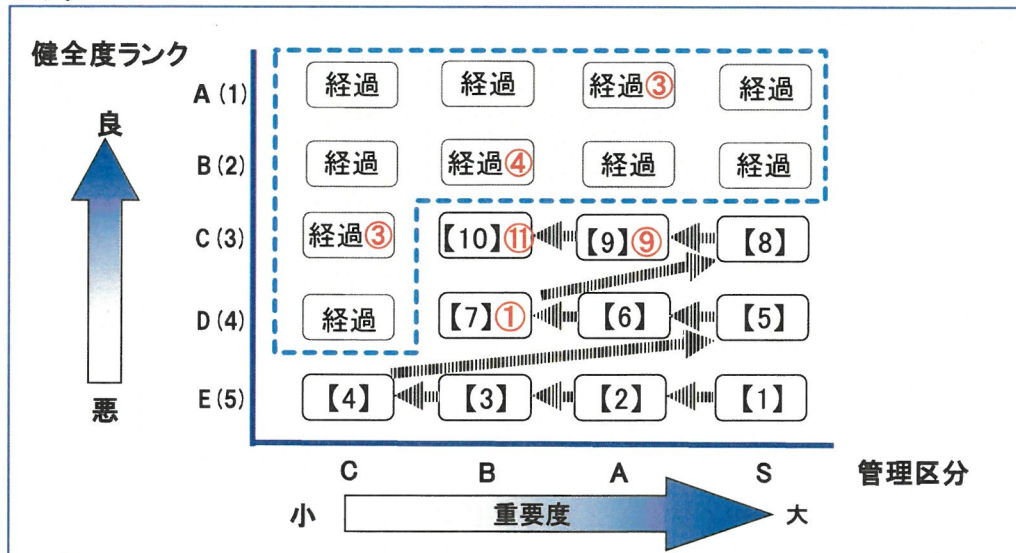 健全度ランク
良
悪
A(1) 経過 経過 経過③ 経過
B(2) 経過 経過④ 経過 経過
C(3) 経過③ 【10】⑪ 【9】⑨ 【8】
D(4) 経過 【7】① 【6】 【5】
E(5) 【4】 【3】 【2】 【1】
C B A S 管理区分
小 重要度 大